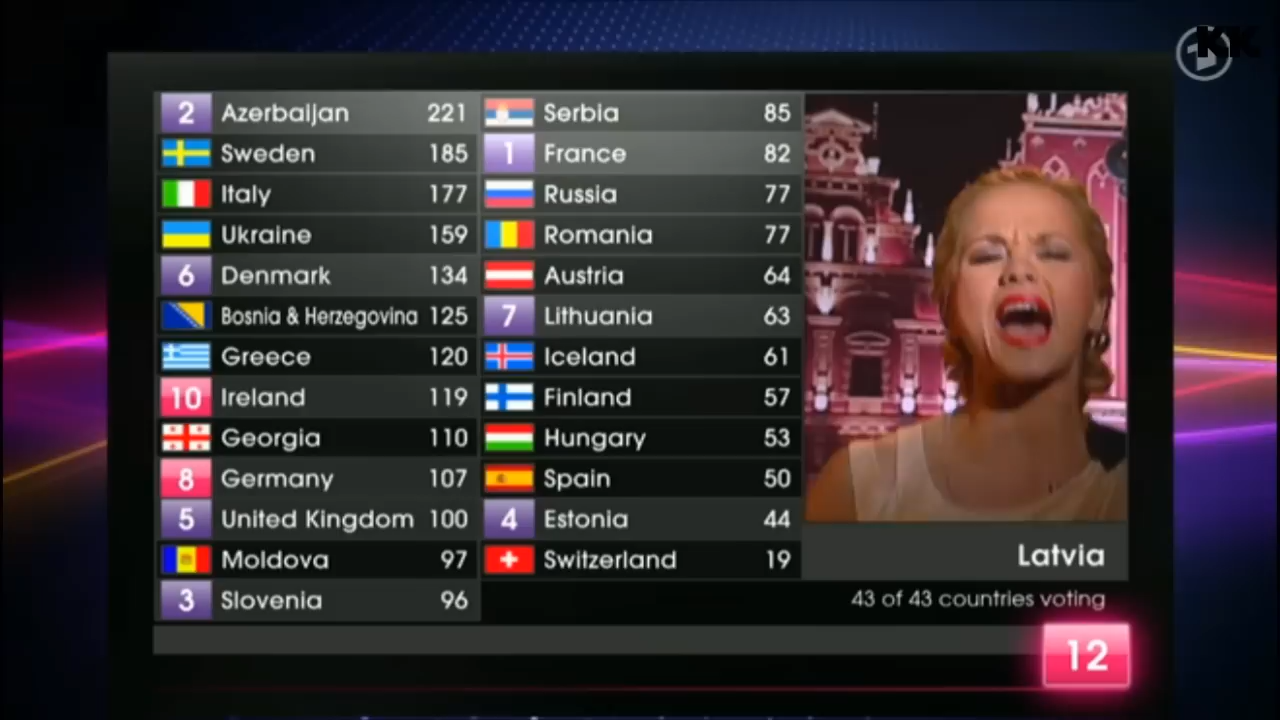 KK
2 Azerbaijan 221
Sweden 185
Italy 177
Ukraine 159
6 Denmark 134
Bosnia & Herzegovina 125
Greece 120
10 Ireland 119
Georgia 110
8 Germany 107
5 United Kingdom 100
Moldova 97
3 Slovenia 96
Serbia 85
1 France 82
Russia 77
Romania 77
Austria 64
7 Lithuania 63
Iceland 61
Finland 57
Hungary 53
Spain 50
4 Estonia 44
Switzerland 19
Latvia
43 of 43 countries voting
12